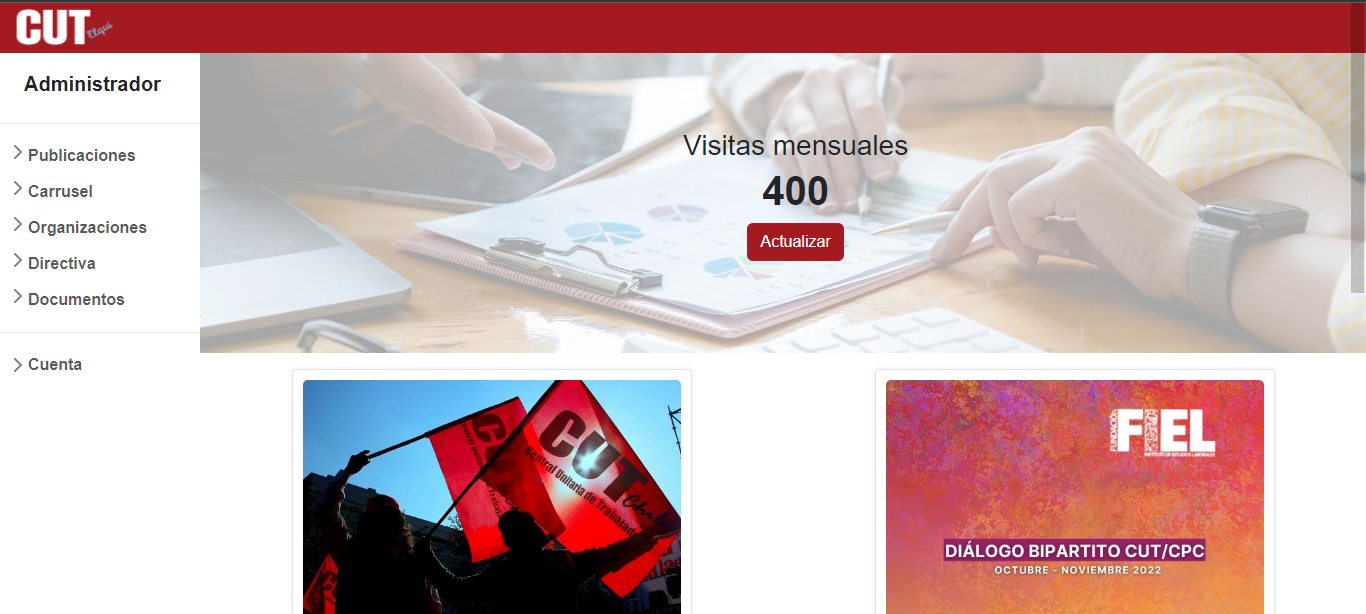 CUT
Elqui
Administrador
Publicaciones
Carrusel
Organizaciones
Directiva
Documentos
Cuenta
Visitas mensuales
400
Actualizar
CUT
Central Unitaria de Trabajadores
Chile
FUNDACIÓN
FIEL
INSTITUTO DE ESTUDIOS LABORALES
DIÁLOGO BIPARTITO CUT/CPC
OCTUBRE - NOVIEMBRE 2022